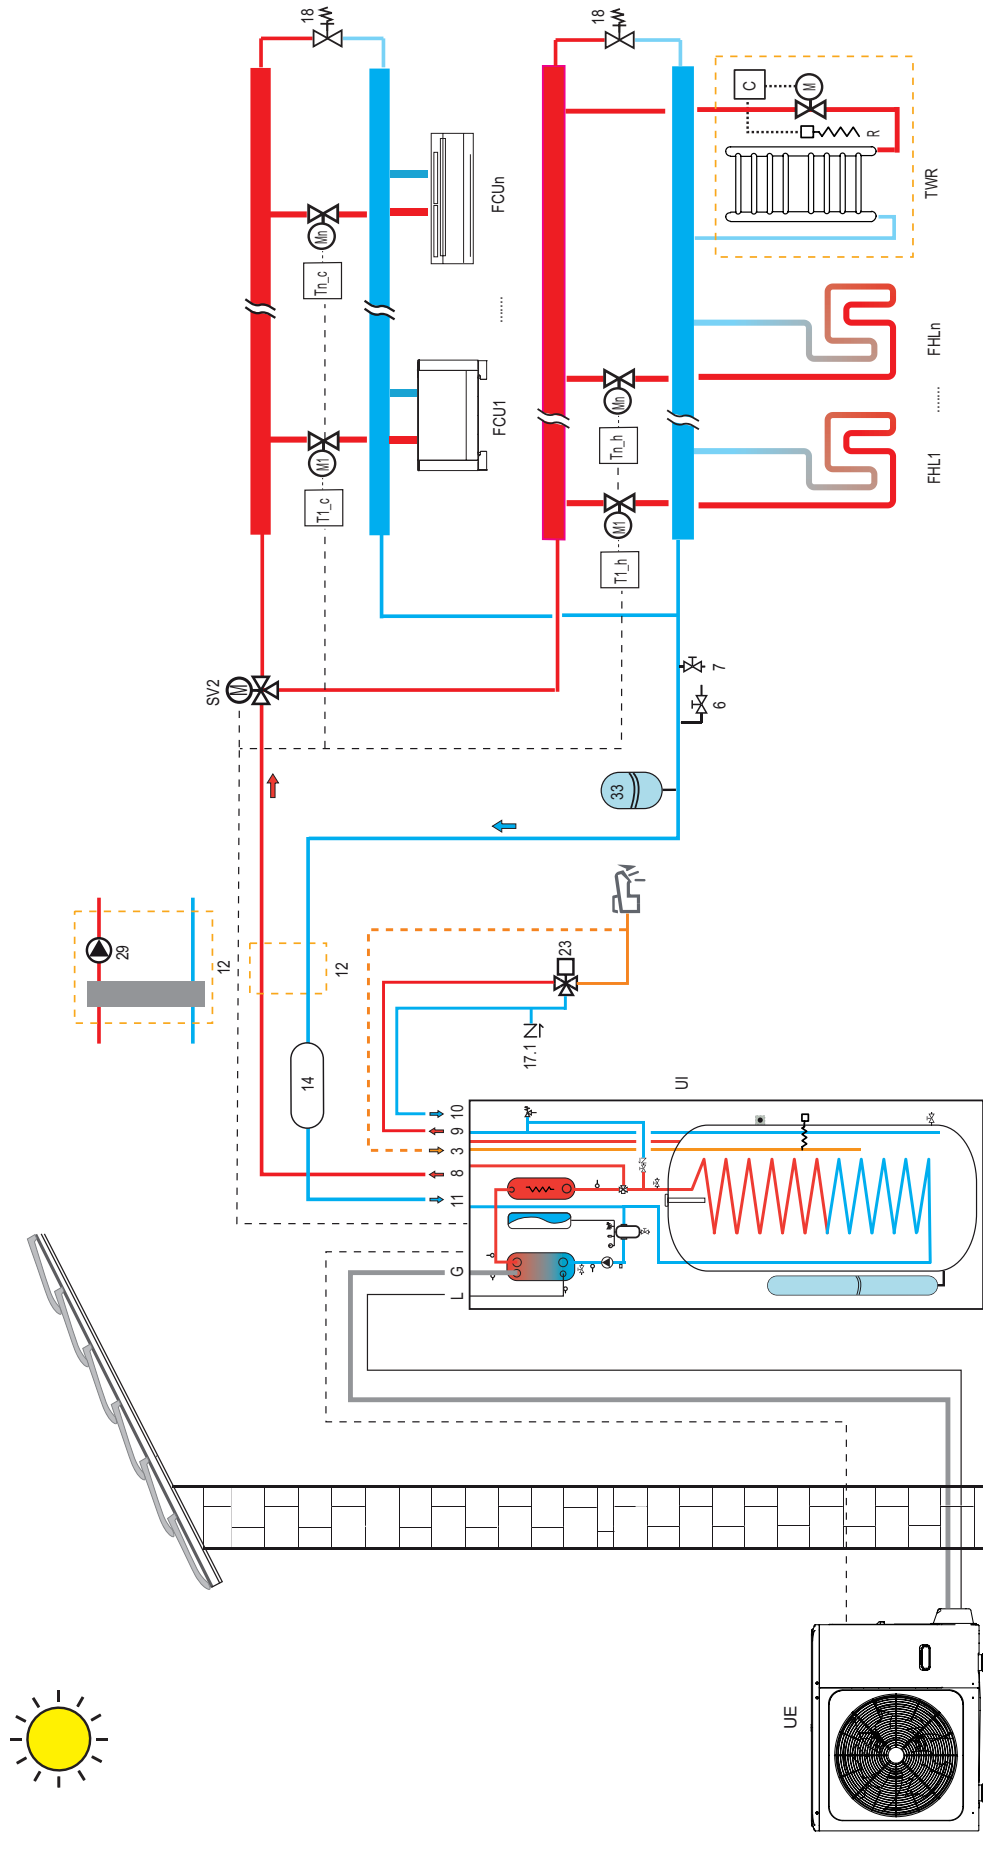 18
18
C
M
R
TWR
FCUn
Mn
Tn_c
FHLn
FCU1
Mn
M1
Tn_h
FHL1
T1_c
M1
T1_h
SV2
M
7
6
33
29
12
12
23
17.1
14
UI
10
9
3
8
11
G
L
UE